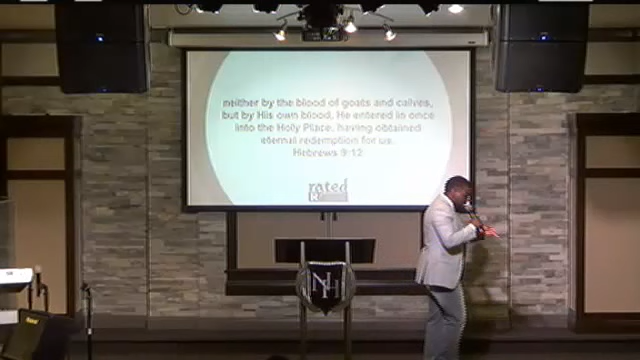 neither by the blood of goats and calves,
but by His own blood, He entered in once
into the Holy Place, having obtained
eternal redemption for us.
Hebrews 9:12
rated
R
NH